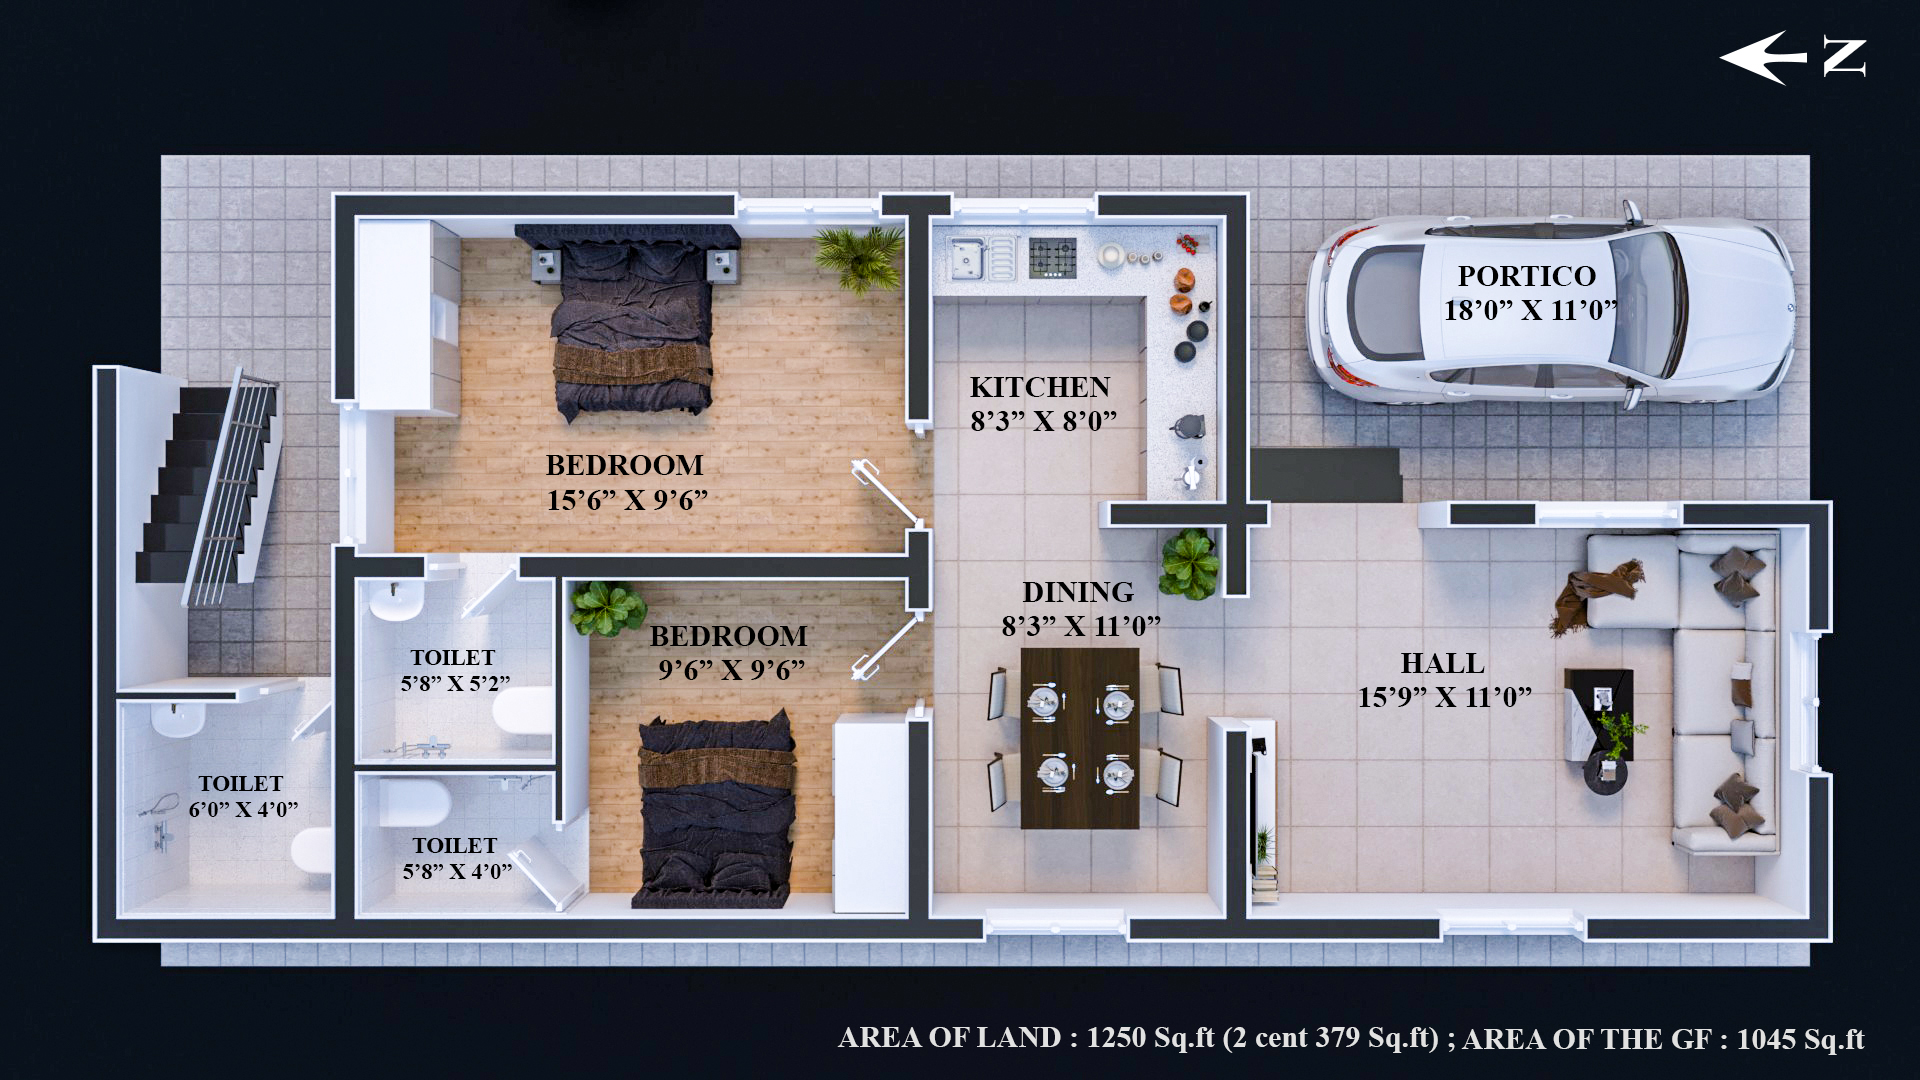 Z
PORTICO
18’0” X 11’0”
KITCHEN
8’3” X 8’0”
BEDROOM
15’6” X 9’6”
DINING
8’3” X 11’0”
BEDROOM
9’6” X 9’6”
HALL
15’9” X 11’0”
TOILET
5’8” X 5’2”
TOILET
6’0” X 4’0”
TOILET
5’8” X 4’0”
AREA OF LAND : 1250 Sq.ft (2 cent 379 Sq.ft) ; AREA OF THE GF : 1045 Sq.ft